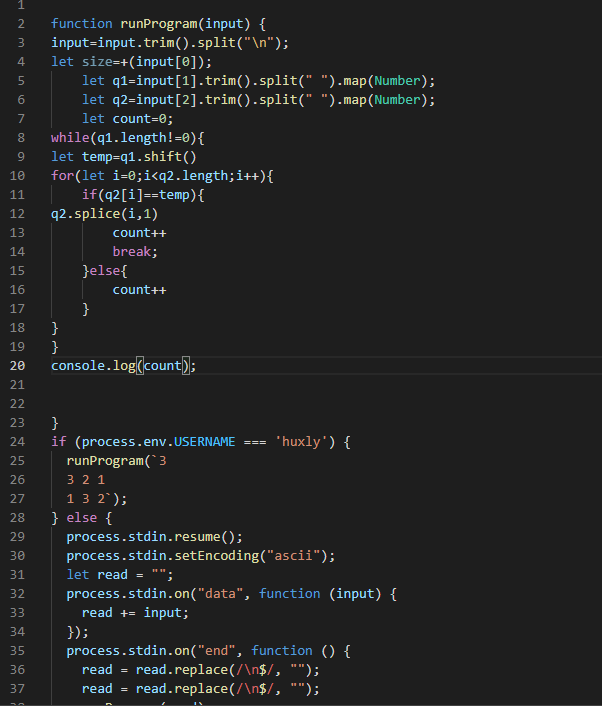 1
2 function runProgram(input) {
3 input=input.trim().split("\n");
4 let size=+(input[0]);
5     let q1=input[1].trim().split(" ").map(Number);
6     let q2=input[2].trim().split(" ").map(Number);
7     let count=0;
8 while(q1.length!=0){
9 let temp=q1.shift()
10 for(let i=0;i<q2.length;i++){
11     if(q2[i]==temp){
12 q2.splice(i,1)
13         count++
14         break;
15     }else{
16         count++
17     }
18 }
19 }
20 console.log(count);
21
22
23 }
24 if (process.env.USERNAME === 'huxly') {
25   runProgram(`3
26   3 2 1
27   1 3 2`);
28 } else {
29   process.stdin.resume();
30   process.stdin.setEncoding("ascii");
31   let read = "";
32   process.stdin.on("data", function (input) {
33     read += input;
34   });
35   process.stdin.on("end", function () {
36     read = read.replace(/\n$/, "");
37     read = read.replace(/\n$/, "");